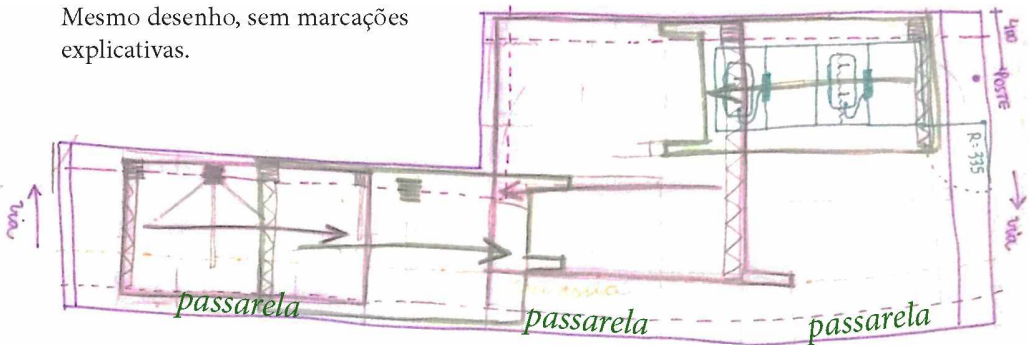 Mesmo desenho, sem marcações
explicativas.
400
POSTE
R=335
via
via
passarela
passarela
passarela